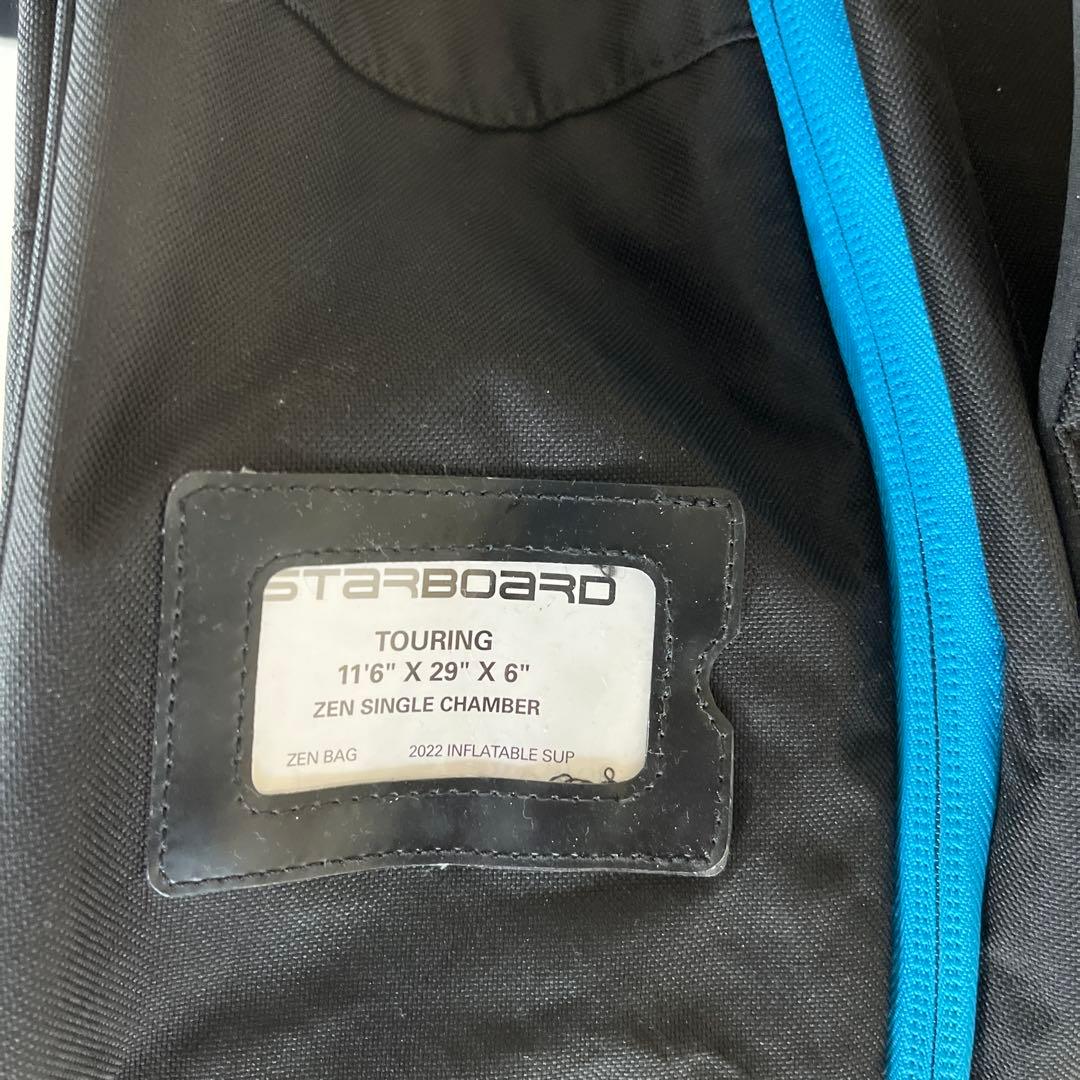 STARBOARD
TOURING
11'6" X 29" X 6"
ZEN SINGLE CHAMBER
ZEN BAG 2022 INFLATABLE SUP